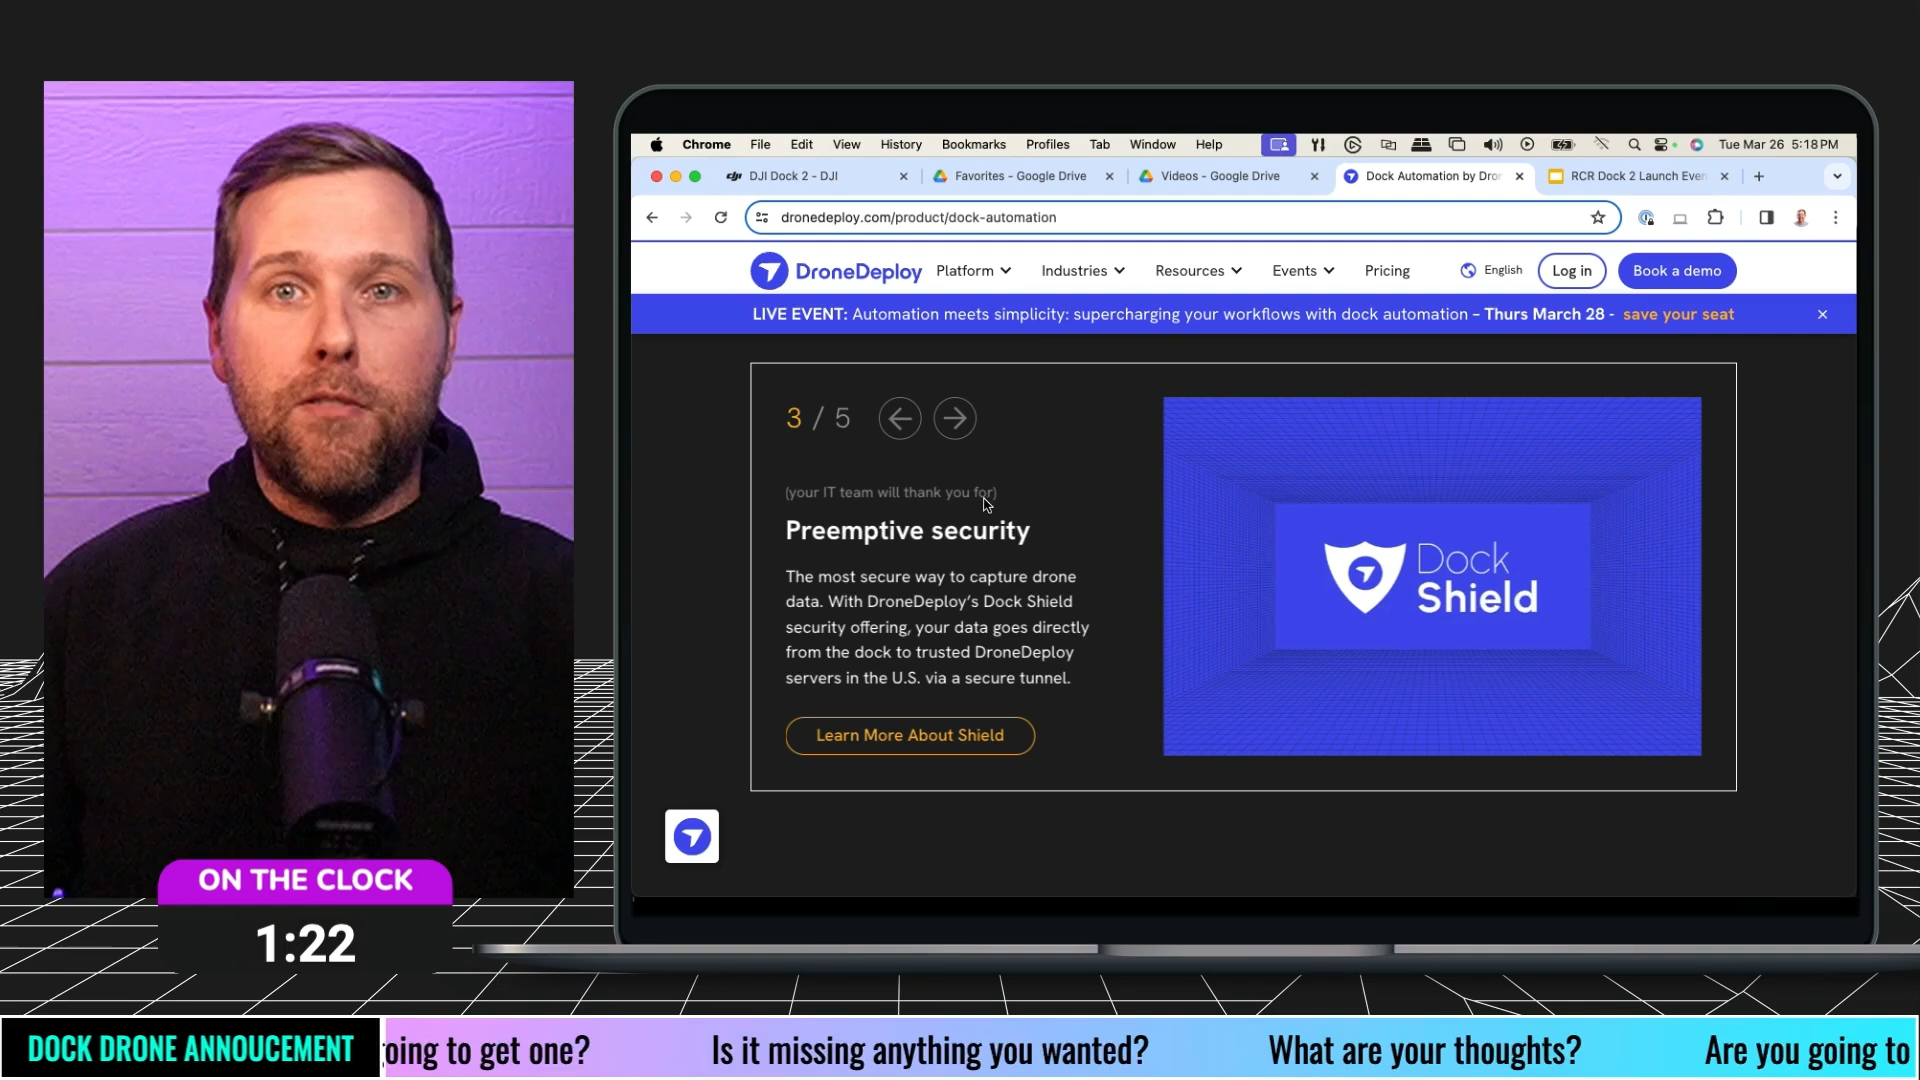 Chrome File Edit View History Bookmarks Profiles Tab Window Help Tue Mar 26 5:18 PM
DJI Dock 2 - DJI Favorites - Google Drive Videos - Google Drive Dock Automation by Dron RCR Dock 2 Launch Even
dronedeploy.com/product/dock-automation
DroneDeploy Platform Industries Resources Events Pricing English Log in Book a demo
LIVE EVENT: Automation meets simplicity: supercharging your workflows with dock automation – Thurs March 28 - save your seat
3 / 5
(your IT team will thank you for)
Preemptive security
The most secure way to capture drone
data. With DroneDeploy's Dock Shield
security offering, your data goes directly
from the dock to trusted DroneDeploy
servers in the U.S. via a secure tunnel.
Learn More About Shield
Dock
Shield
ON THE CLOCK
1:22
DOCK DRONE ANNOUCEMENT oing to get one? Is it missing anything you wanted? What are your thoughts? Are you going to